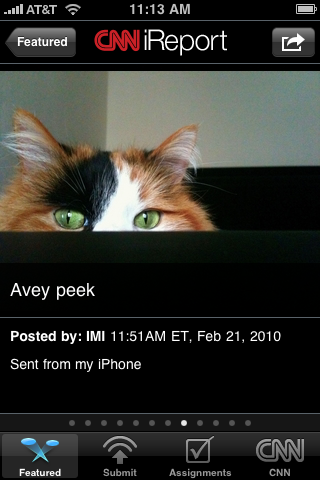 AT&T 11:13 AM
Featured CNN iReport
Avey peek
Posted by: IMI 11:51AM ET, Feb 21, 2010
Sent from my iPhone
CNN
Featured Submit Assignments CNN